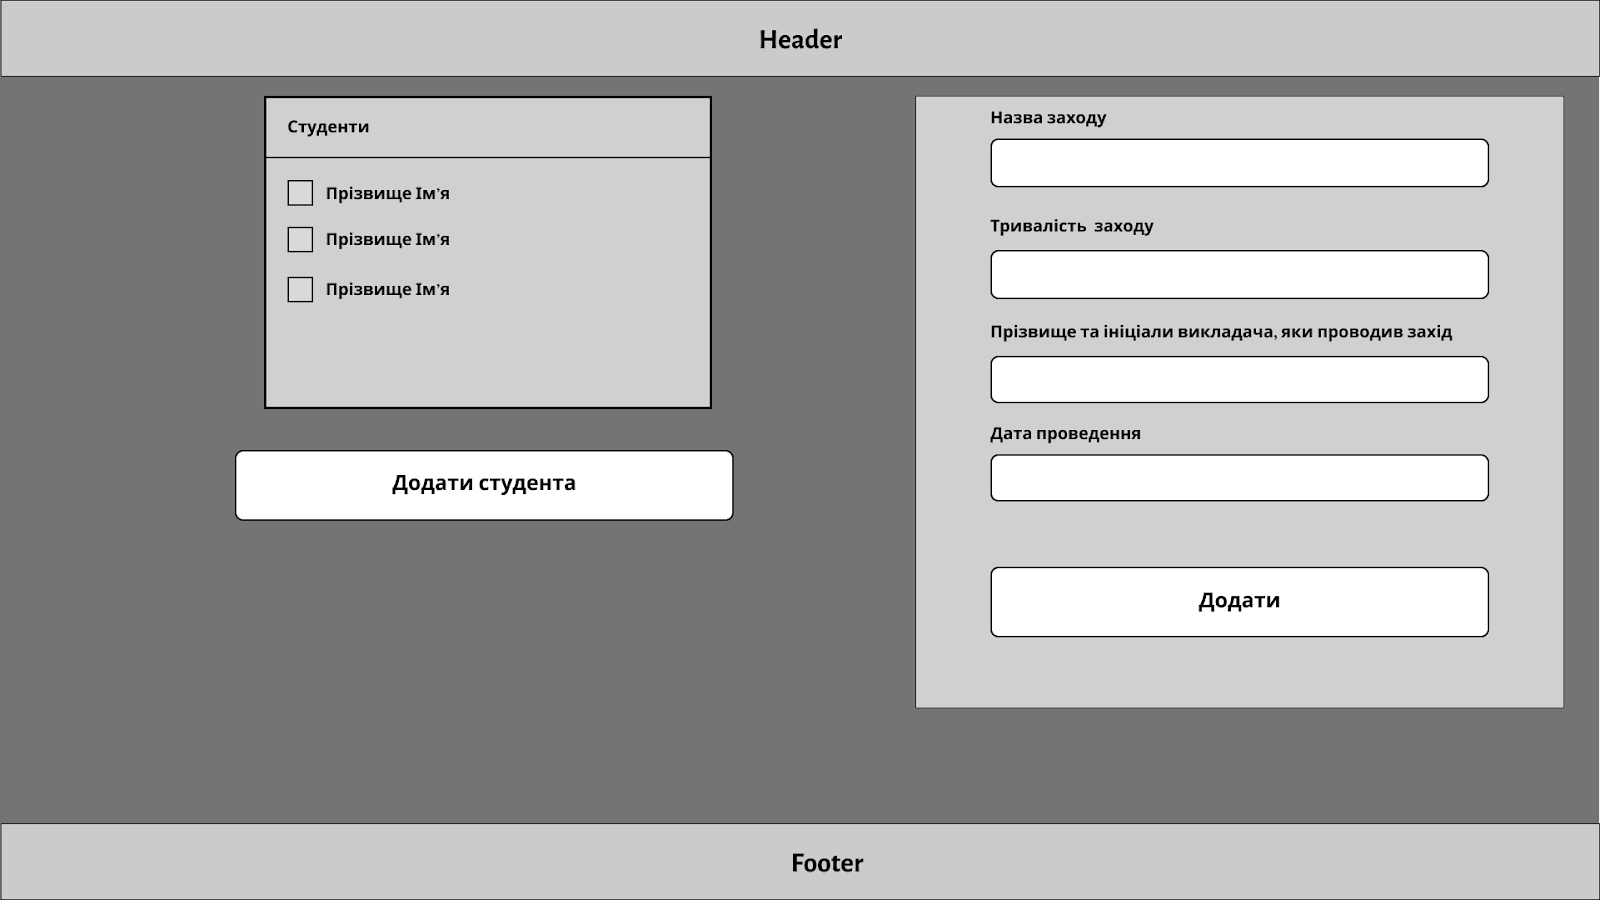 Header
Студенти
Прізвище Ім’я
Прізвище Ім’я
Прізвище Ім’я
Додати студента
Назва заходу
Тривалість заходу
Прізвище та ініціали викладача, яки проводив захід
Дата проведення
Додати
Footer